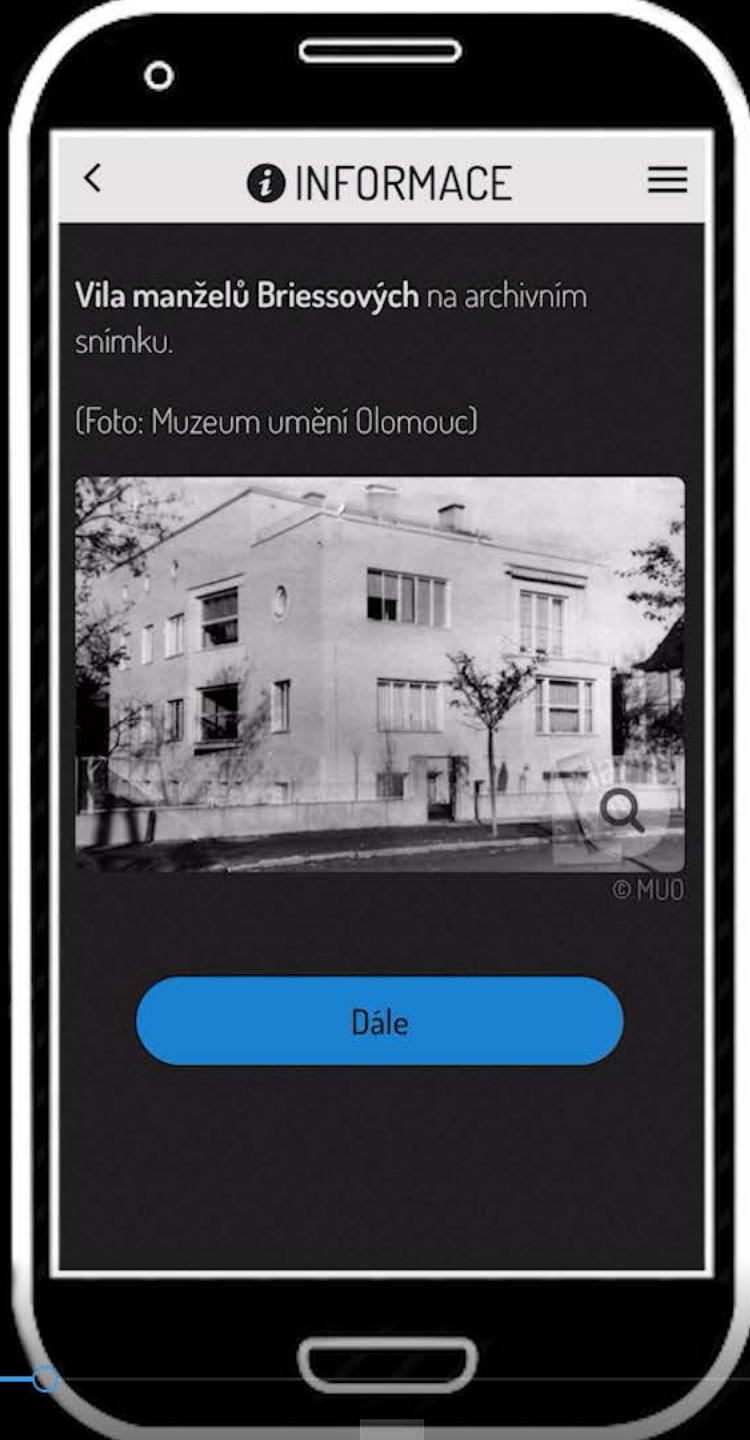 INFORMACE
Vila manželů Briessových na archivním
snímku.
(Foto: Muzeum umění Olomouc)
© MUO
Dále